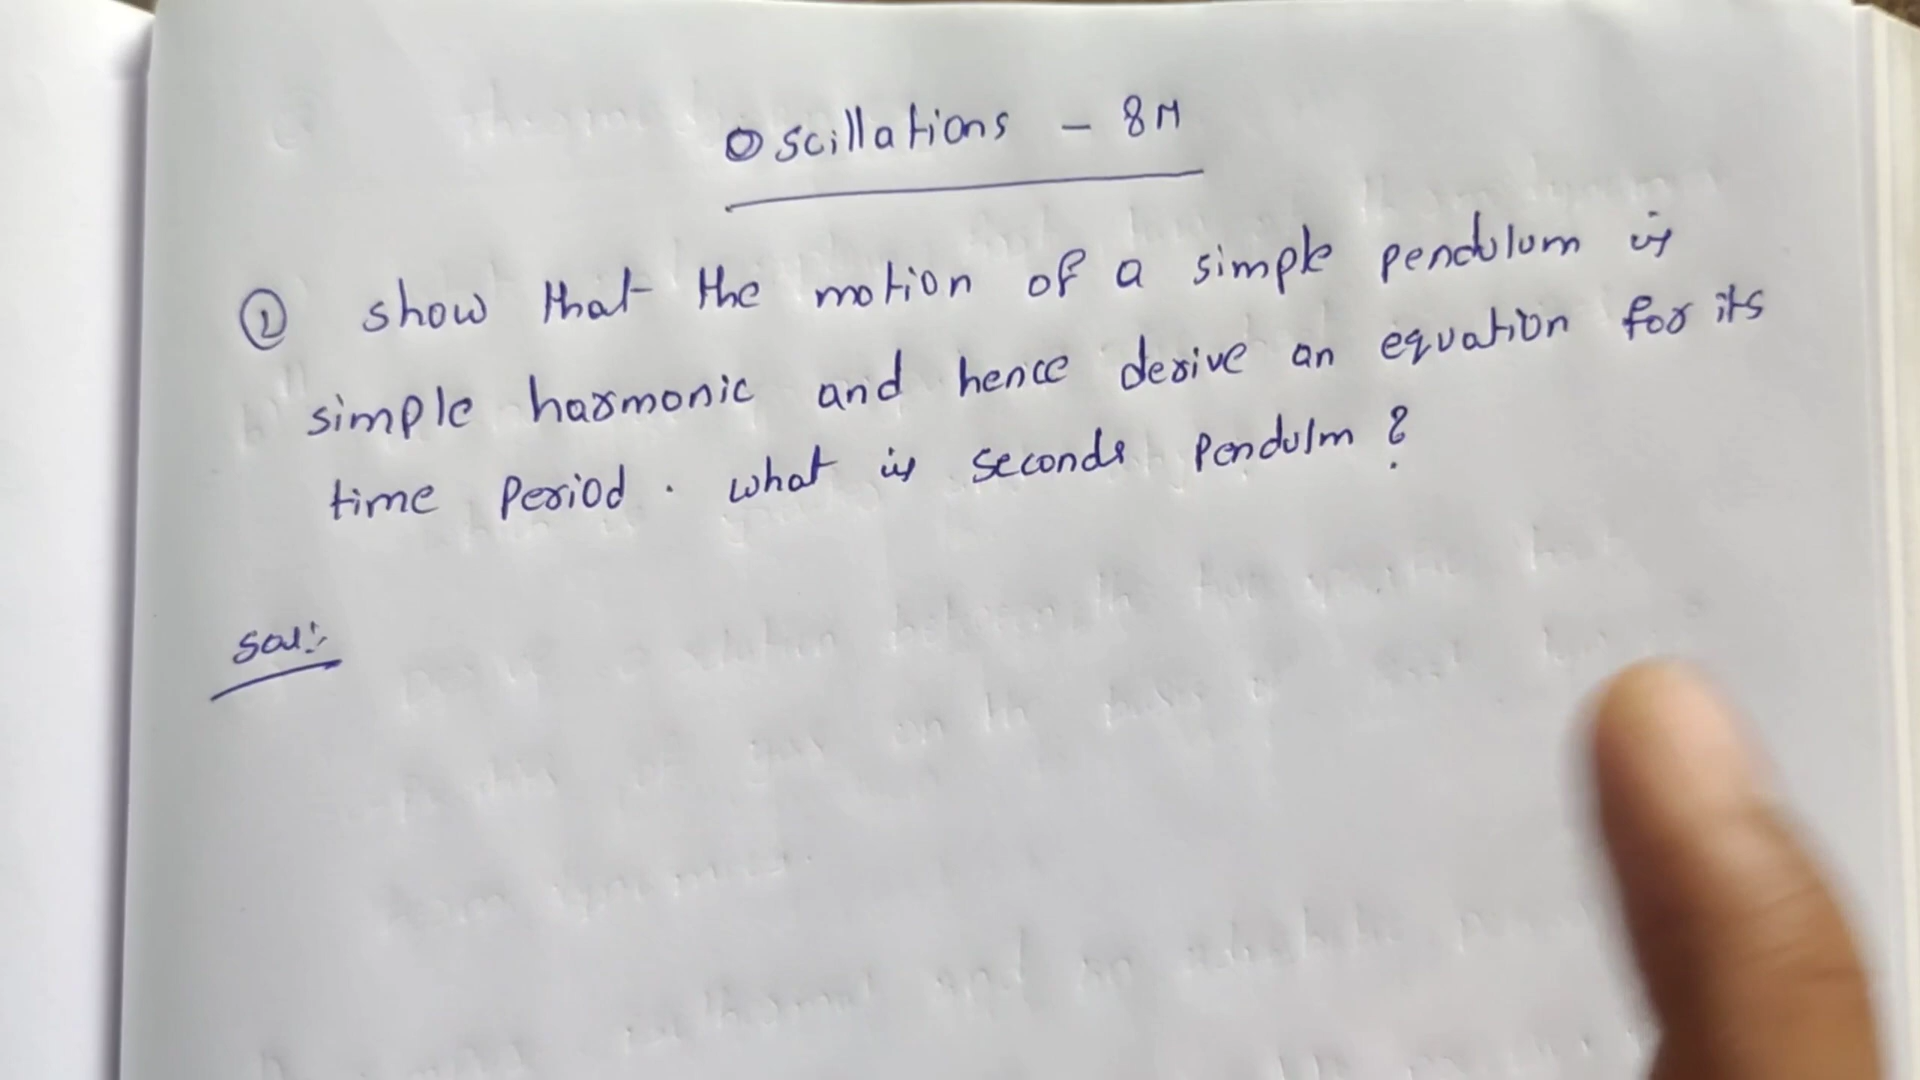 Oscillations - 8M
① show that the motion of a simple pendulum is
simple harmonic and hence derive an equation for its
time Period. what is seconds Pendulm?
Sol: